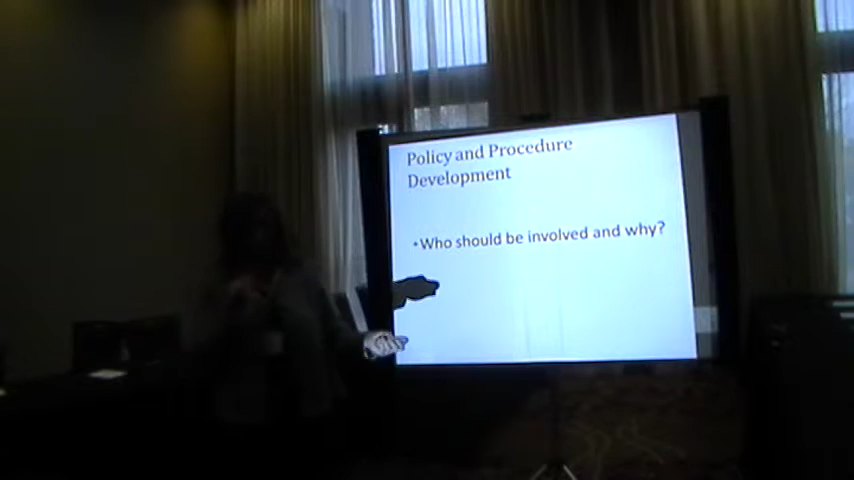 Policy and Procedure
Development
•Who should be involved and why?